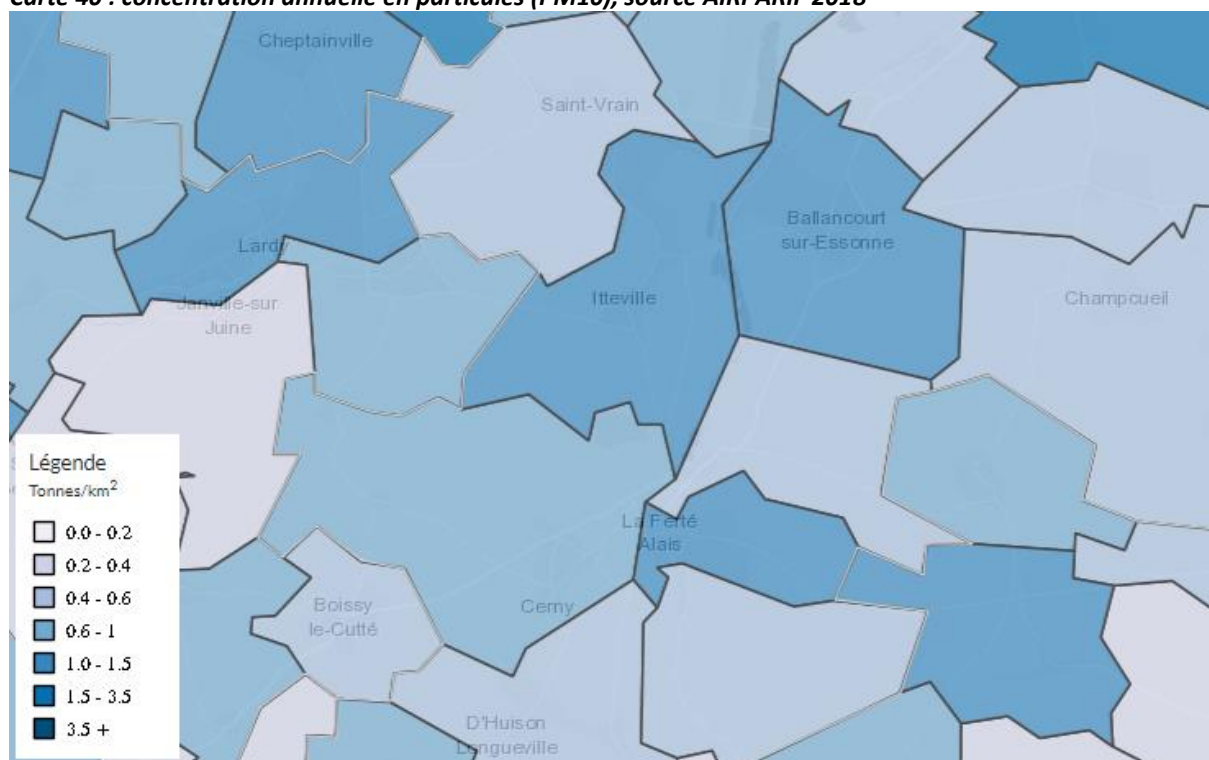 Carte 40 : concentration annuelle en particules (PM10), source AIRPARIF 2018
Cheptainville
Saint-Vrain
Ballancourt
sur-Essonne
Lardy
Itteville
Champcueil
Janville-sur
Juine
Légende
Tonnes/km²
0.0 - 0.2
0.2 - 0.4
0.4 - 0.6
0.6 - 1
1.0 - 1.5
1.5 - 3.5
3.5 +
La Ferté
Alais
Boissy
le-Cutté
Cerny
D'Huison
Longueville